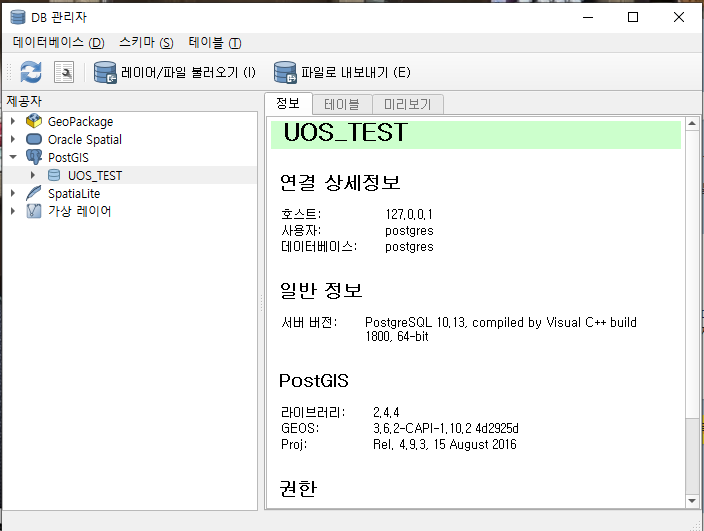 DB 관리자
데이터베이스 (D) 스키마 (S) 테이블 (T)
레이어/파일 불러오기 (I) 파일로 내보내기 (E)
제공자
GeoPackage
Oracle Spatial
PostGIS
UOS_TEST
SpatiaLite
가상 레이어
정보 테이블 미리보기
UOS_TEST
연결 상세정보
호스트: 127.0.0.1
사용자: postgres
데이터베이스: postgres
일반 정보
서버 버전: PostgreSQL 10.13, compiled by Visual C++ build
1800, 64-bit
PostGIS
라이브러리: 2.4.4
GEOS: 3.6.2-CAPI-1.10.2 4d2925d
Proj: Rel. 4.9.3, 15 August 2016
권한